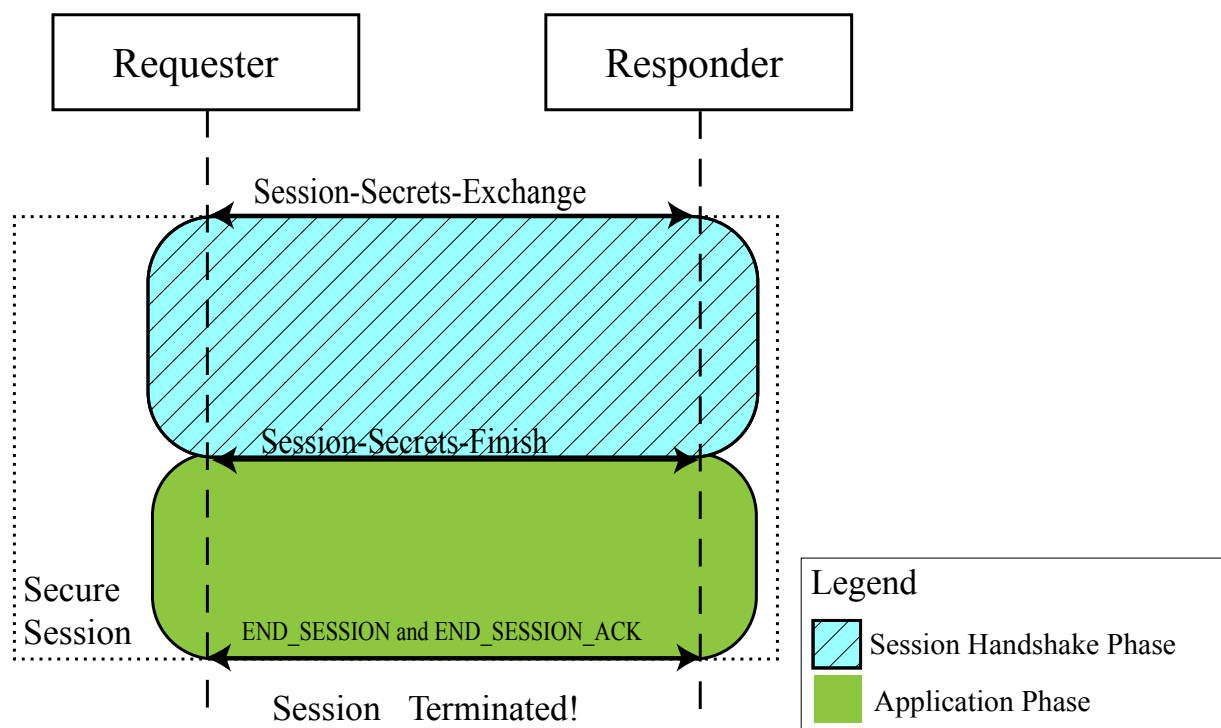 Requester
Responder
Session-Secrets-Exchange
Session-Secrets-Finish
Secure
Session
END_SESSION and END_SESSION_ACK
Session Terminated!
Legend
Session Handshake Phase
Application Phase